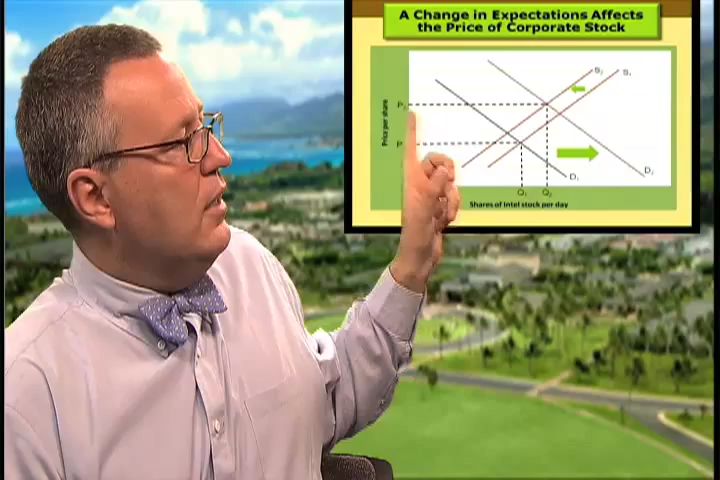 A Change in Expectations Affects
the Price of Corporate Stock
S₂
S₁
Price per share
P₂
D₂
D₁
Q₁ Q₂
Shares of Intel stock per day